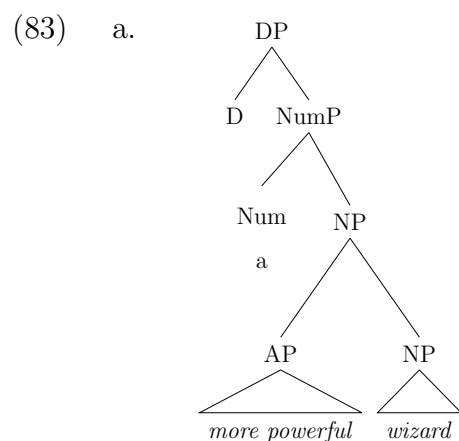 (83) a.
DP
D NumP
Num NP
a
AP NP
more powerful wizard